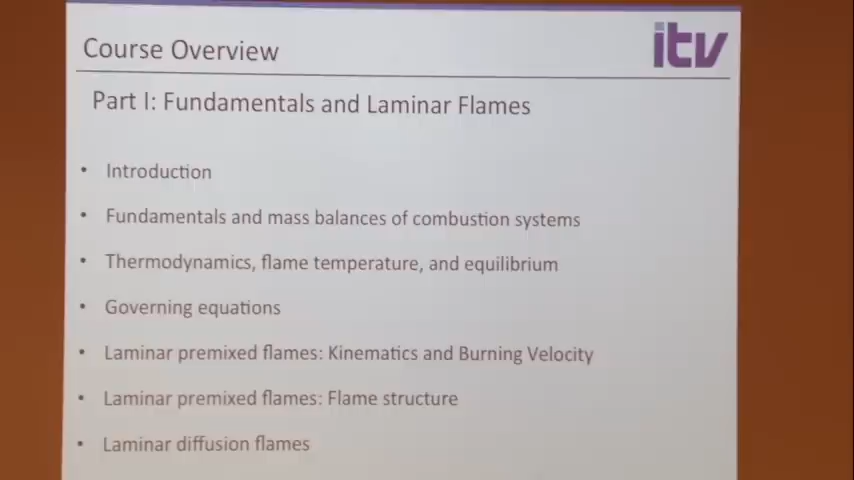 Course Overview
itv
Part I: Fundamentals and Laminar Flames
• Introduction
• Fundamentals and mass balances of combustion systems
• Thermodynamics, flame temperature, and equilibrium
• Governing equations
• Laminar premixed flames: Kinematics and Burning Velocity
• Laminar premixed flames: Flame structure
• Laminar diffusion flames